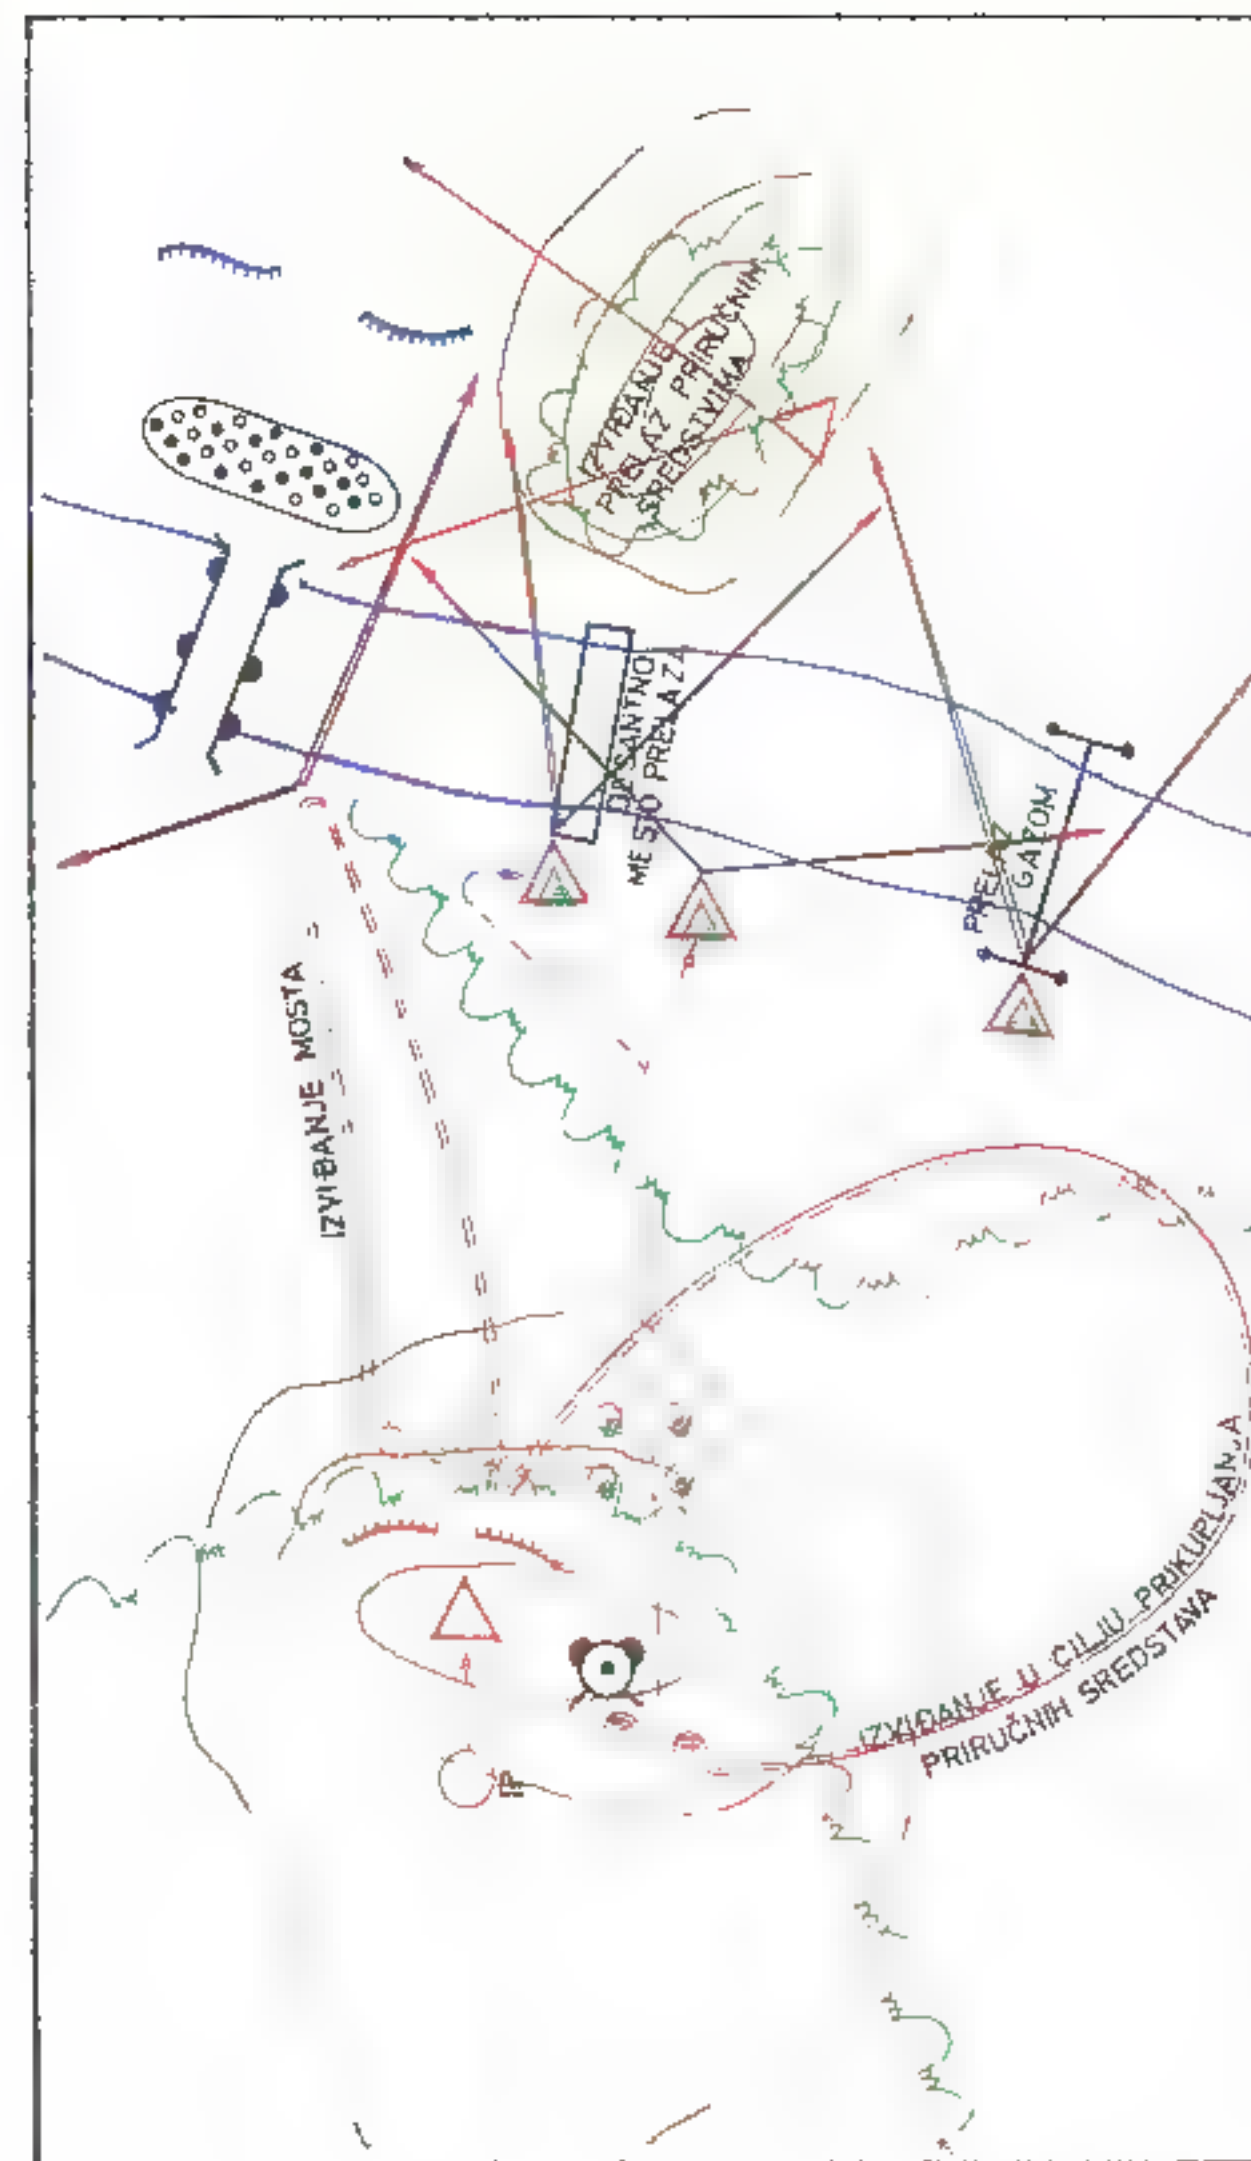 IZVIĐANJE
PRELAZ PRIRUČNIM
SREDSTVIMA
DESANTNO
MESTO PRELAZA
PRELAZ
GAZOM
IZVIĐANJE MOSTA
IZVIĐANJE U CILJU PRIKUPLJANJA
PRIRUČNIH SREDSTAVA